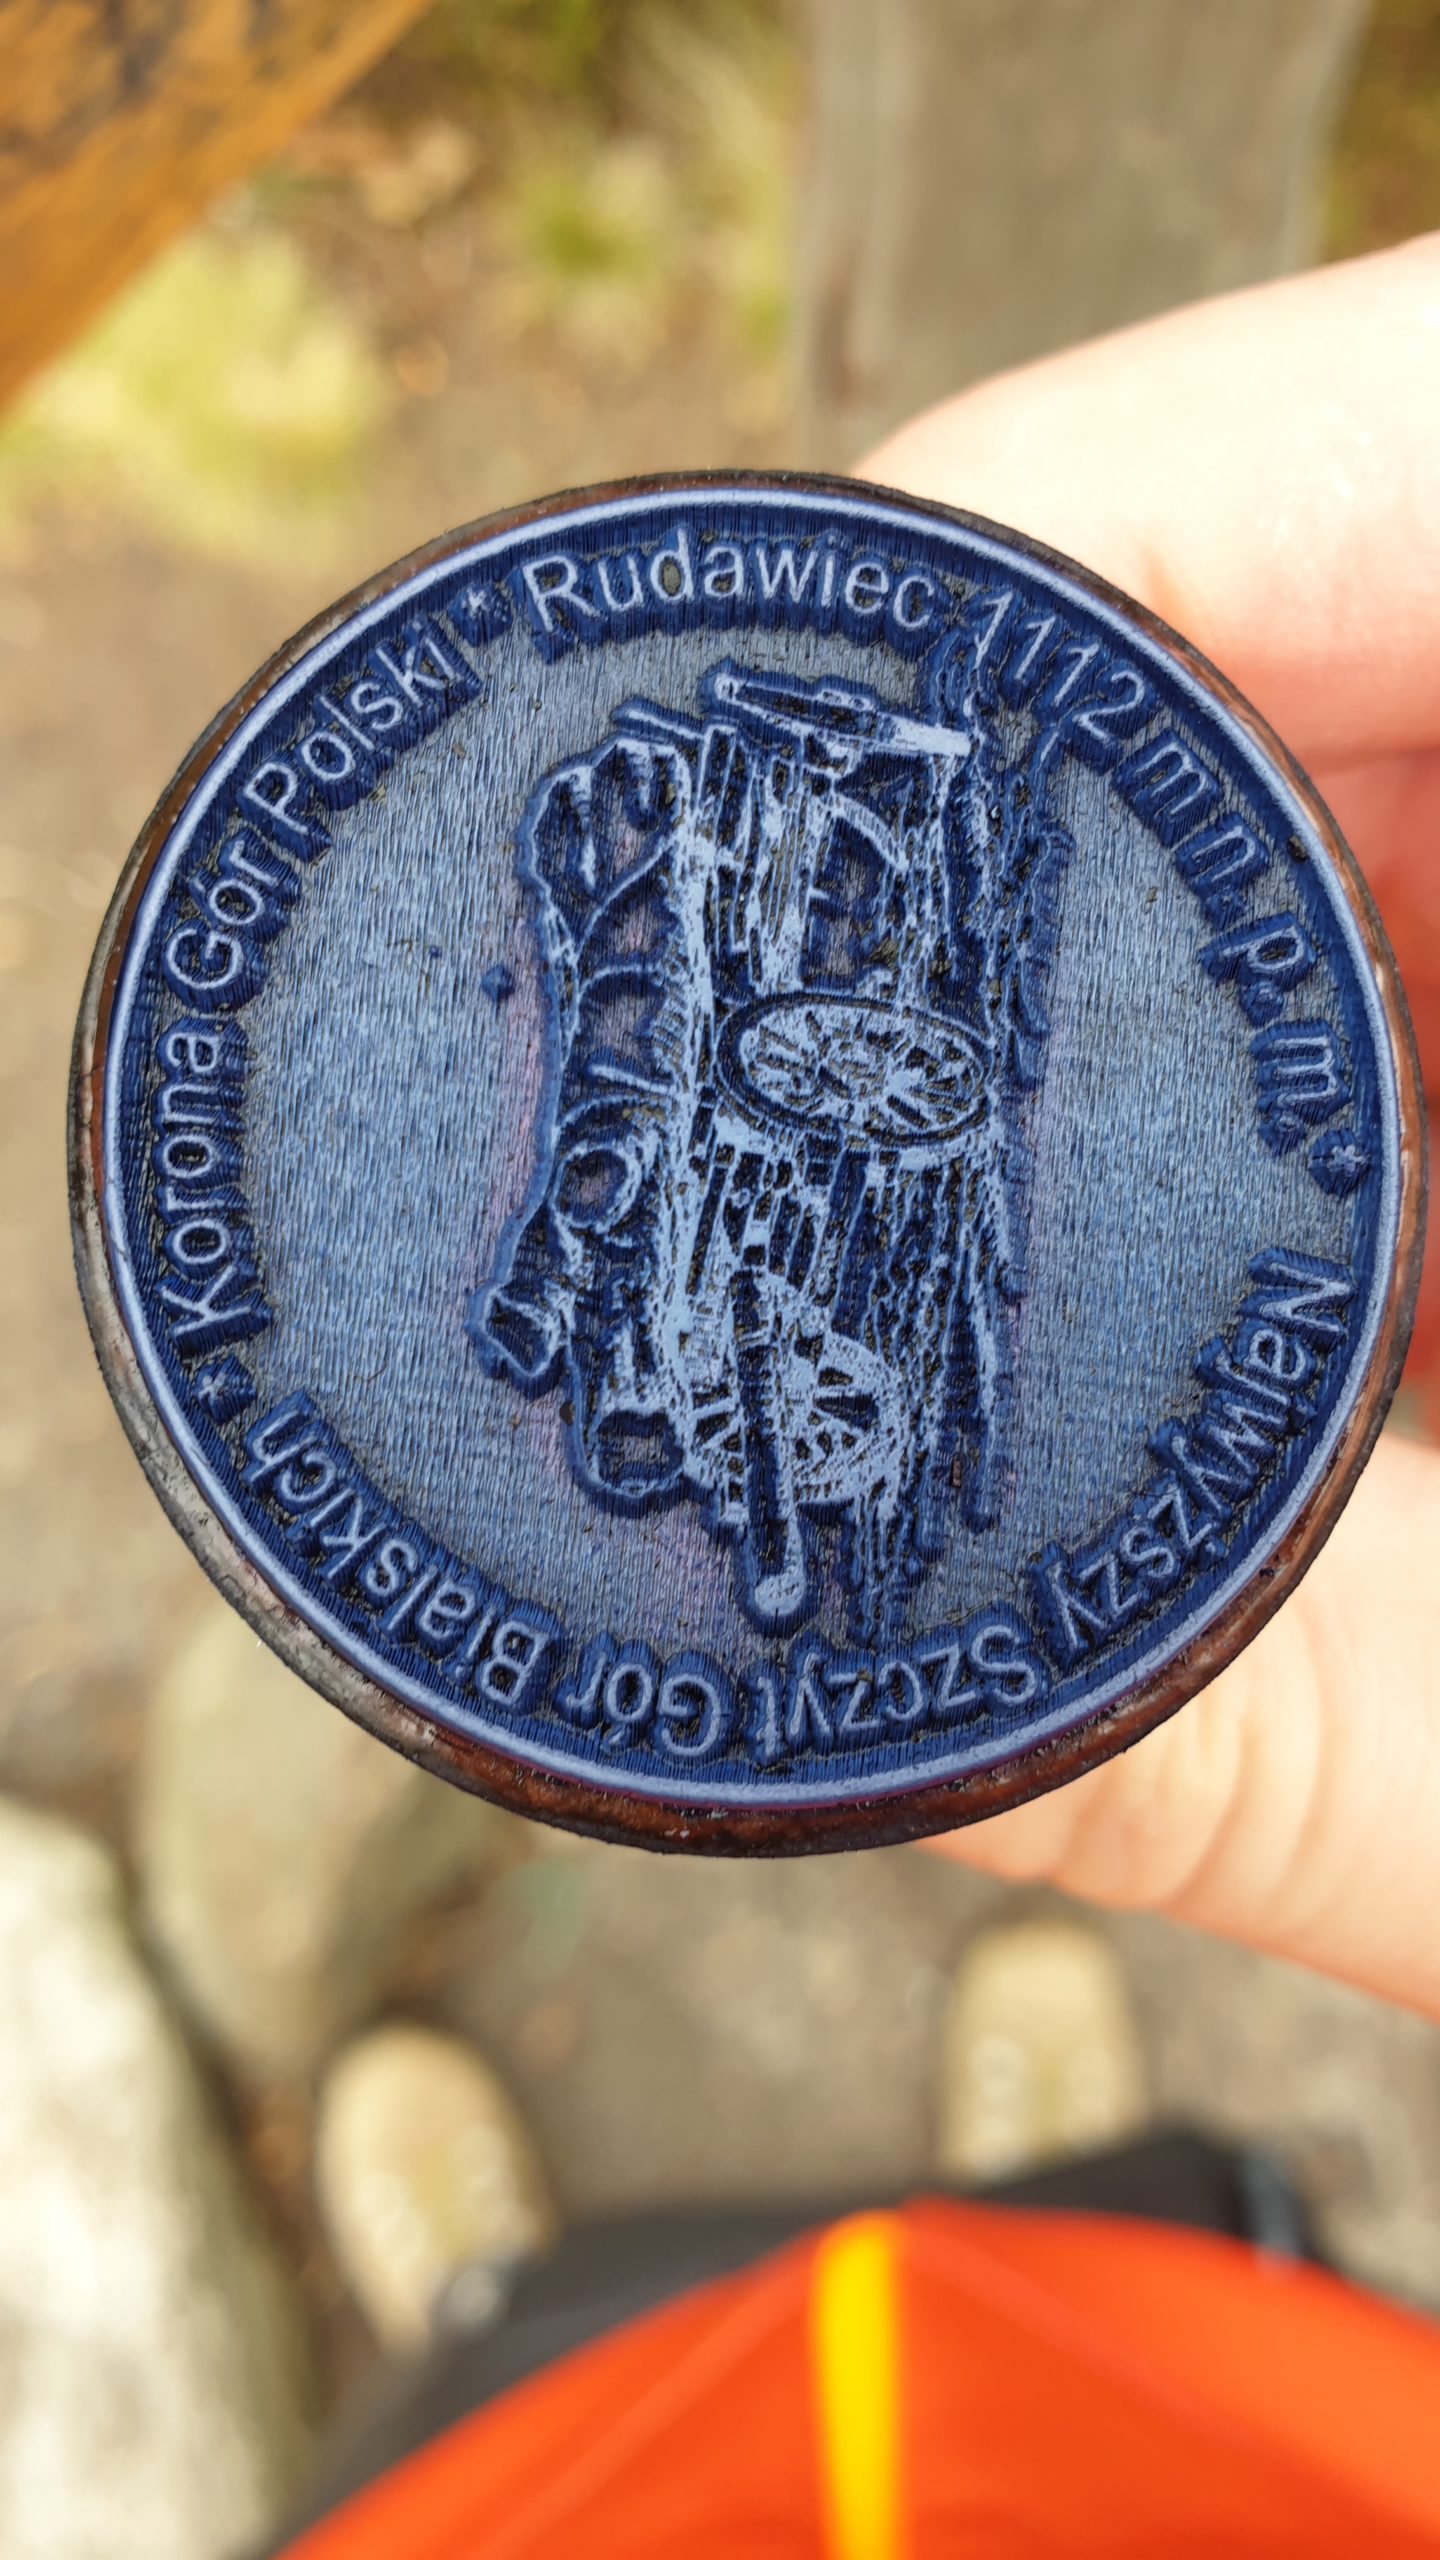 * Korona Gór Polski * Rudawiec 1112 m n.p.m *
Najwyższy Szczyt Gór Bialskich